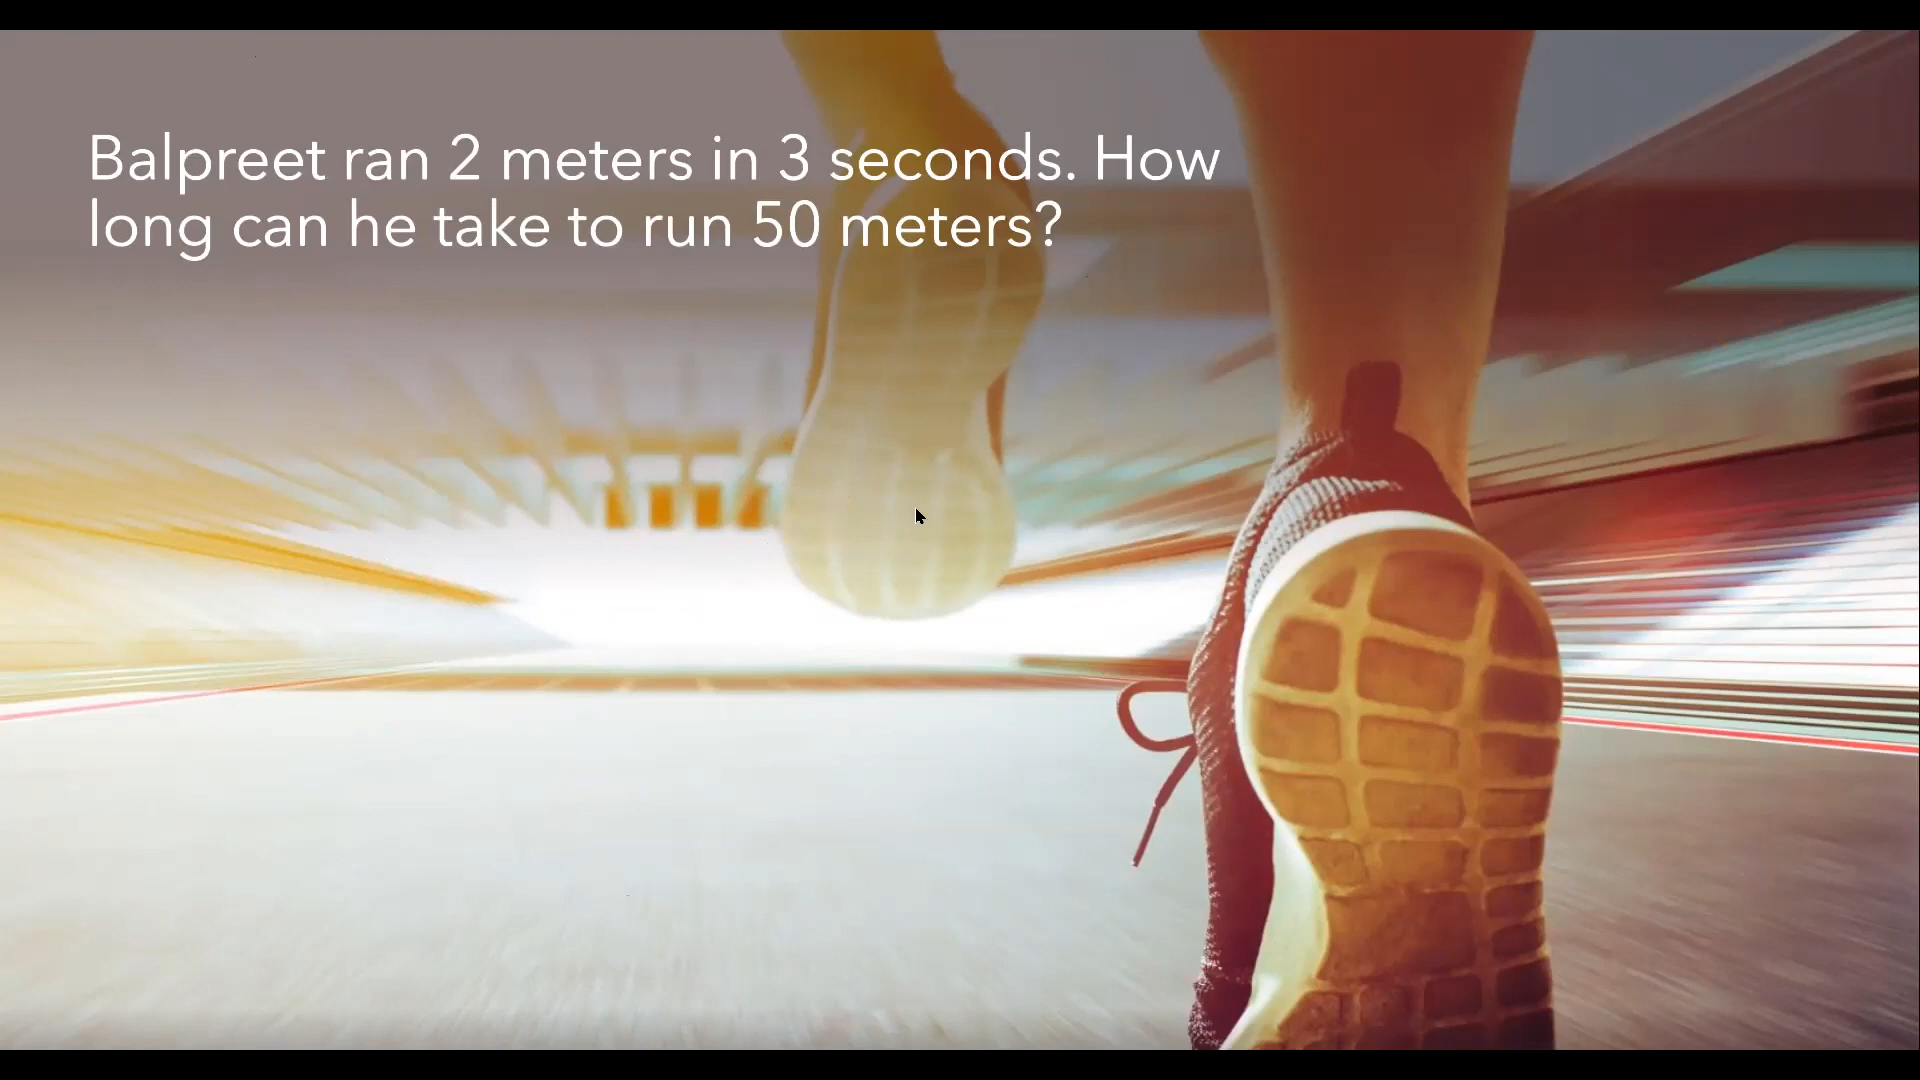 Balpreet ran 2 meters in 3 seconds. How
long can he take to run 50 meters?